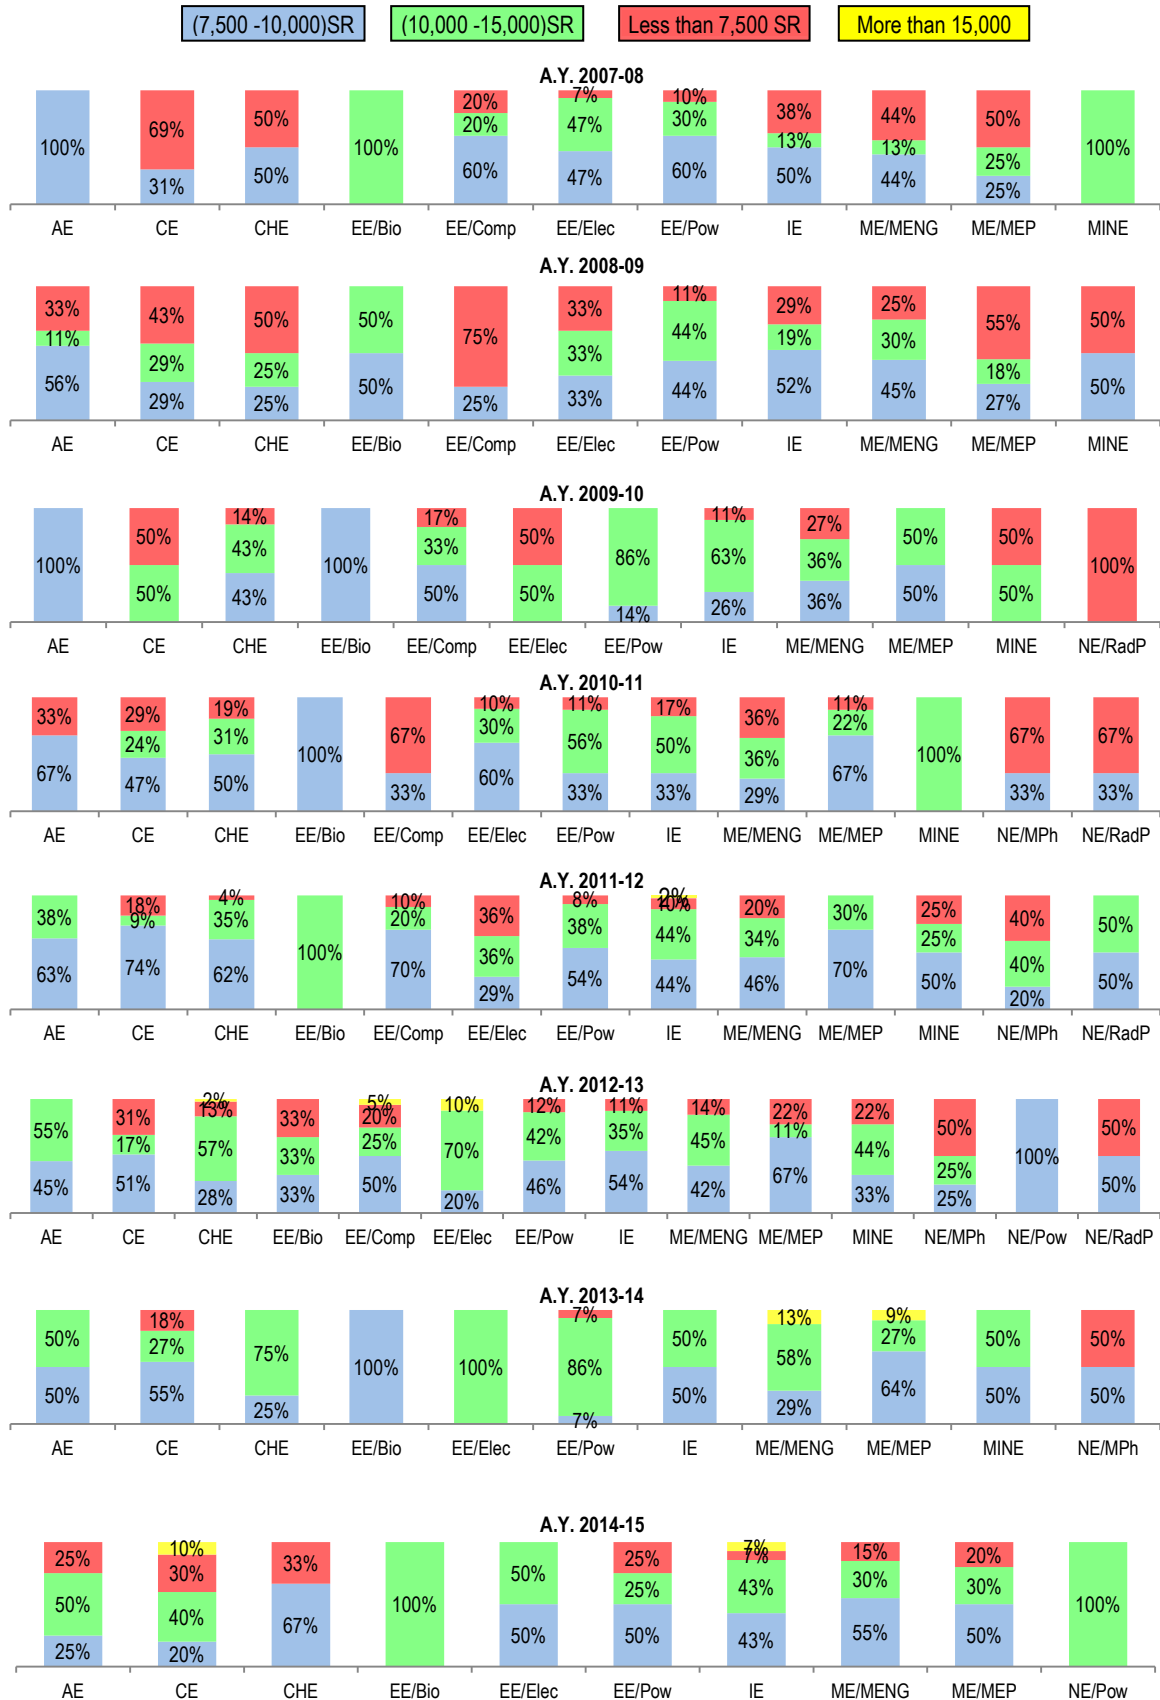 (7,500 -10,000)SR (10,000 -15,000)SR Less than 7,500 SR More than 15,000
A.Y. 2007-08
20% 7% 10%
69% 50% 38% 44% 50%
100% 100% 20% 47% 30% 13% 13% 25% 100%
31% 50% 60% 47% 60% 50% 44% 25%
AE CE CHE EE/Bio EE/Comp EE/Elec EE/Pow IE ME/MENG ME/MEP MINE
A.Y. 2008-09
33% 43% 50% 50% 75% 33% 11% 29% 25% 55% 50%
11% 29% 25% 33% 44% 19% 30% 18%
56% 29% 25% 50% 25% 33% 44% 52% 45% 27% 50%
AE CE CHE EE/Bio EE/Comp EE/Elec EE/Pow IE ME/MENG ME/MEP MINE
A.Y. 2009-10
50% 14% 17% 50% 11% 27% 50% 50%
100% 43% 100% 33% 86% 63% 36% 100%
50% 43% 50% 50% 14% 26% 36% 50% 50%
AE CE CHE EE/Bio EE/Comp EE/Elec EE/Pow IE ME/MENG ME/MEP MINE NE/RadP
A.Y. 2010-11
33% 29% 19% 67% 10% 11% 17% 36% 11% 67% 67%
24% 31% 100% 30% 56% 50% 36% 22% 100%
67% 47% 50% 33% 60% 33% 33% 29% 67% 33% 33%
AE CE CHE EE/Bio EE/Comp EE/Elec EE/Pow IE ME/MENG ME/MEP MINE NE/MPh NE/RadP
A.Y. 2011-12
2%
18% 4% 10% 36% 8% 10% 20% 25% 40%
38% 9% 35% 100% 20% 36% 38% 44% 34% 30% 25% 40% 50%
63% 74% 62% 70% 29% 54% 44% 46% 70% 50% 20% 50%
AE CE CHE EE/Bio EE/Comp EE/Elec EE/Pow IE ME/MENG ME/MEP MINE NE/MPh NE/RadP
A.Y. 2012-13
2% 5% 10%
31% 13% 33% 20% 12% 11% 14% 22% 22% 50% 50%
55% 17% 57% 33% 25% 70% 42% 35% 45% 11% 44% 25% 100%
45% 51% 28% 33% 50% 20% 46% 54% 42% 67% 33% 25% 50%
AE CE CHE EE/Bio EE/Comp EE/Elec EE/Pow IE ME/MENG ME/MEP MINE NE/MPh NE/Pow NE/RadP
A.Y. 2013-14
18% 7% 13% 9%
50% 27% 75% 100% 100% 86% 50% 58% 27% 50% 50%
50% 55% 25% 7% 50% 29% 64% 50% 50%
AE CE CHE EE/Bio EE/Elec EE/Pow IE ME/MENG ME/MEP MINE NE/MPh
A.Y. 2014-15
10% 7%
25% 30% 33% 50% 25% 7% 15% 20%
50% 40% 100% 25% 43% 30% 30% 100%
25% 20% 67% 50% 50% 43% 55% 50%
AE CE CHE EE/Bio EE/Elec EE/Pow IE ME/MENG ME/MEP NE/Pow